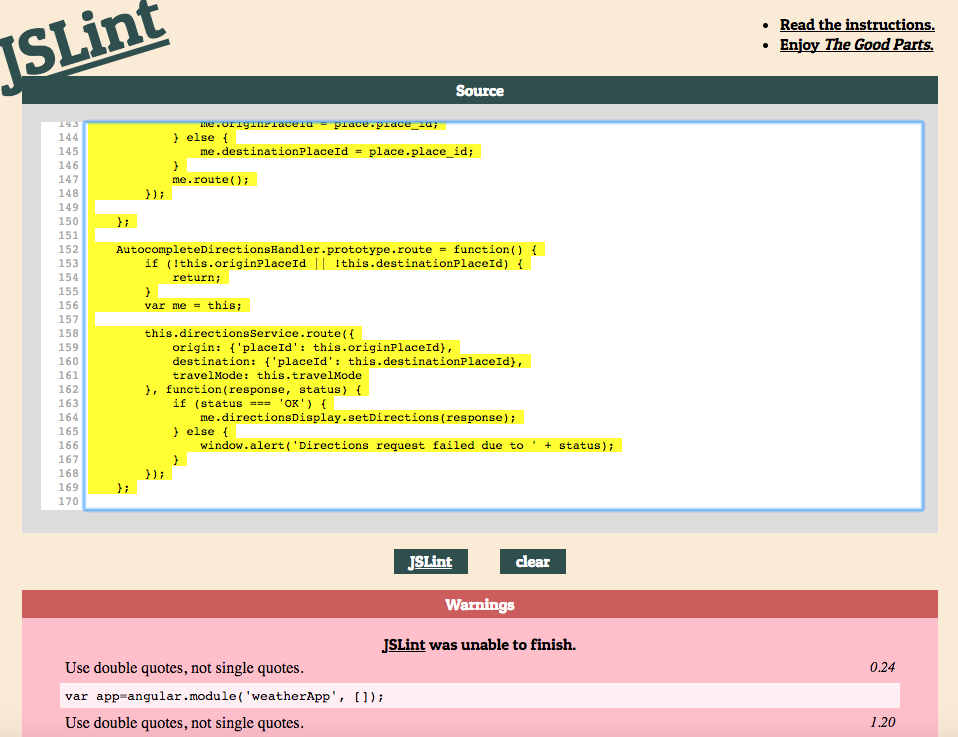 JSLint
Read the instructions.
Enjoy The Good Parts.
Source
143 me.originPlaceId = place.place_id;
144 } else {
145 me.destinationPlaceId = place.place_id;
146 }
147 me.route();
148 });
149
150 };
151
152 AutocompleteDirectionsHandler.prototype.route = function() {
153 if (!this.originPlaceId || !this.destinationPlaceId) {
154 return;
155 }
156 var me = this;
157
158 this.directionsService.route({
159 origin: {'placeId': this.originPlaceId},
160 destination: {'placeId': this.destinationPlaceId},
161 travelMode: this.travelMode
162 }, function(response, status) {
163 if (status === 'OK') {
164 me.directionsDisplay.setDirections(response);
165 } else {
166 window.alert('Directions request failed due to ' + status);
167 }
168 });
169 };
170
JSLint clear
Warnings
JSLint was unable to finish.
Use double quotes, not single quotes. 0.24
var app=angular.module('weatherApp', []);
Use double quotes, not single quotes. 1.20